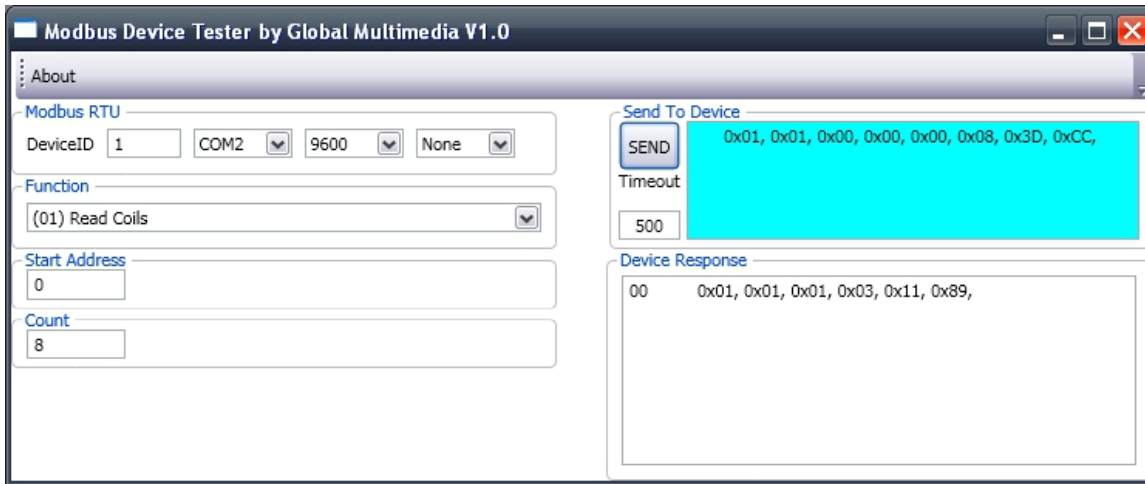 Modbus Device Tester by Global Multimedia V1.0
About
Modbus RTU
DeviceID 1 COM2 9600 None
Function
(01) Read Coils
Start Address
0
Count
8
Send To Device
SEND 0x01, 0x01, 0x00, 0x00, 0x00, 0x08, 0x3D, 0xCC,
Timeout
500
Device Response
00 0x01, 0x01, 0x01, 0x03, 0x11, 0x89,